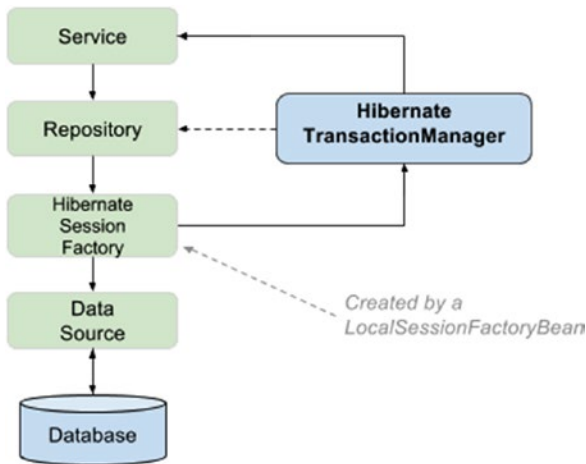 Service
Repository
Hibernate
TransactionManager
Hibernate
Session
Factory
Created by a
LocalSessionFactoryBean
Data
Source
Database